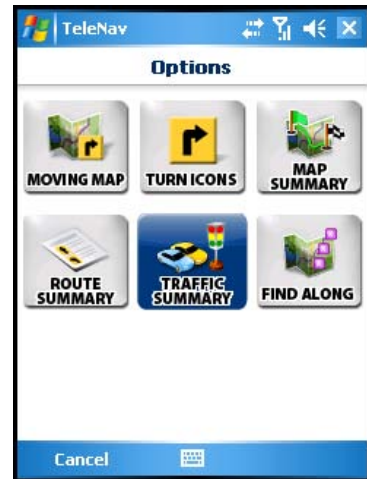 TeleNav
Options
MOVING MAP
TURN ICONS
MAP
SUMMARY
ROUTE
SUMMARY
TRAFFIC
SUMMARY
FIND ALONG
Cancel